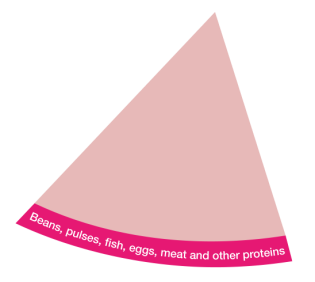 Beans, pulses, fish, eggs, meat and other proteins